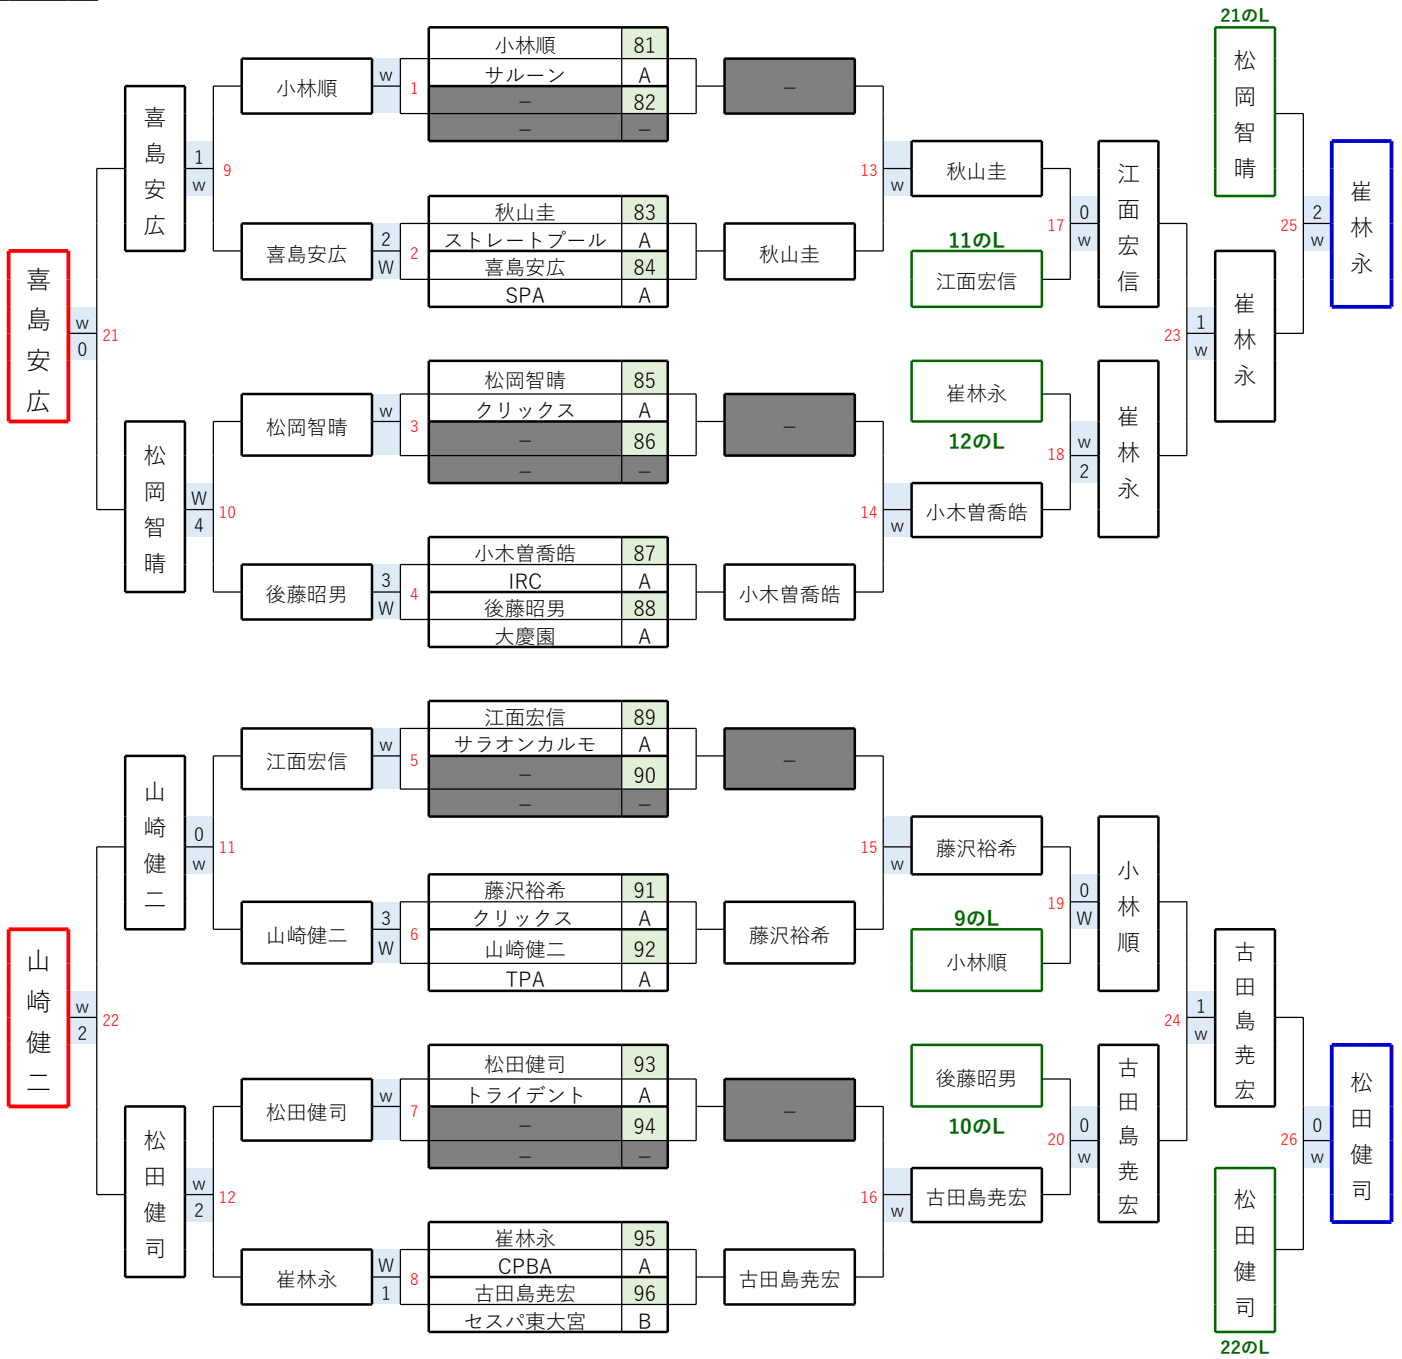 21のL
小林順 81
サルーン A
– 82
– –
小林順
w
1
–
喜島安広
1
w
9
喜島安広
2
W
2
秋山圭 83
ストレートプール A
喜島安広 84
SPA A
秋山圭
13
w
秋山圭
11のL
江面宏信
17
0
w
江面宏信
松岡智晴
25
2
w
崔林永
喜島安広
w
0
21
松岡智晴
w
3
松岡智晴 85
クリックス A
– 86
– –
–
崔林永
12のL
18
w
2
崔林永
23
1
w
崔林永
松岡智晴
W
4
10
後藤昭男
3
W
4
小木曽喬皓 87
IRC A
後藤昭男 88
大慶園 A
小木曽喬皓
14
w
小木曽喬皓
江面宏信 89
サラオンカルモ A
– 90
– –
江面宏信
w
5
–
山崎健二
0
w
11
山崎健二
3
W
6
藤沢裕希 91
クリックス A
山崎健二 92
TPA A
藤沢裕希
15
w
藤沢裕希
9のL
小林順
19
0
W
小林順
山崎健二
w
2
22
松田健司
w
7
松田健司 93
トライデント A
– 94
– –
–
後藤昭男
10のL
20
0
w
古田島尭宏
24
1
w
古田島尭宏
松田健司
w
2
12
崔林永
W
1
8
崔林永 95
CPBA A
古田島尭宏 96
セスパ東大宮 B
古田島尭宏
16
w
古田島尭宏
26
0
w
松田健司
松田健司
22のL